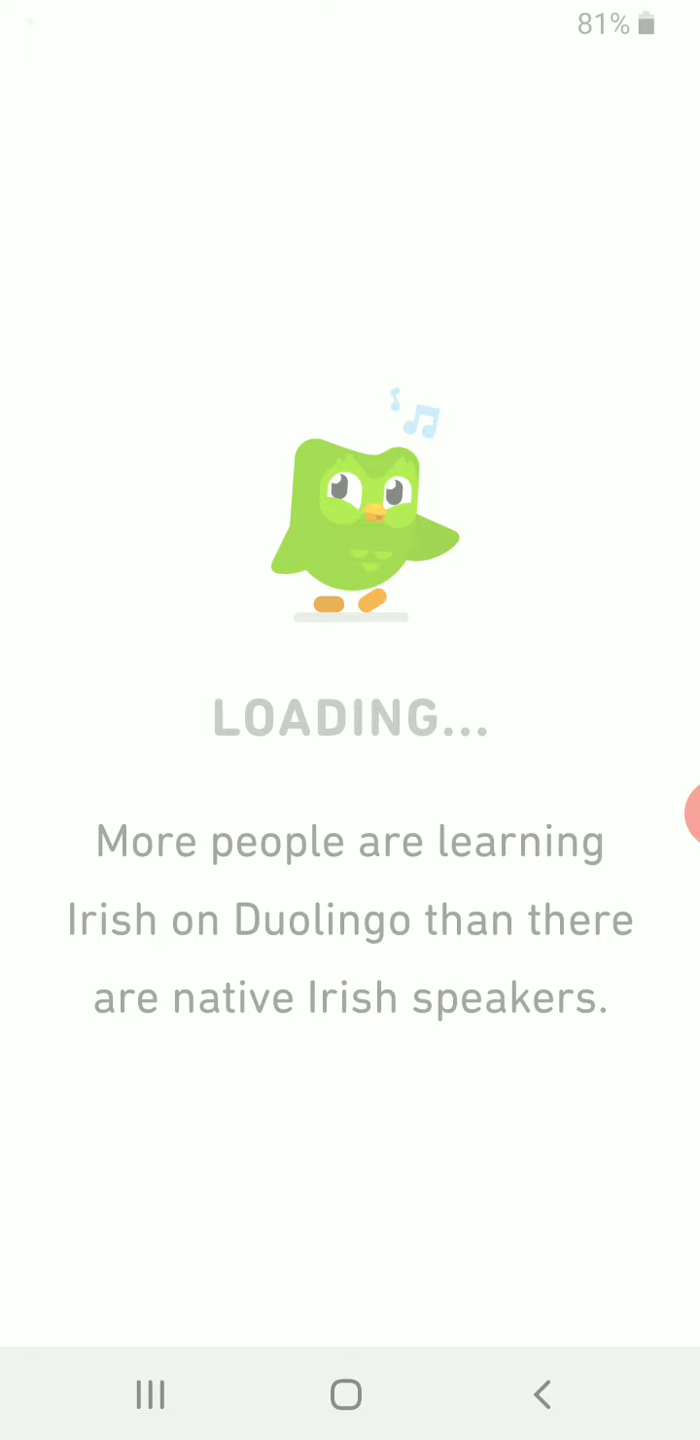 81%
LOADING...
More people are learning
Irish on Duolingo than there
are native Irish speakers.